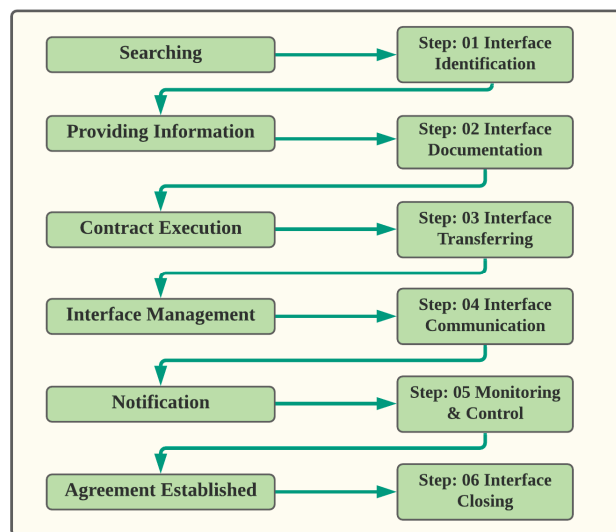 Searching
Step: 01 Interface
Identification
Providing Information
Step: 02 Interface
Documentation
Contract Execution
Step: 03 Interface
Transferring
Interface Management
Step: 04 Interface
Communication
Notification
Step: 05 Monitoring
& Control
Agreement Established
Step: 06 Interface
Closing